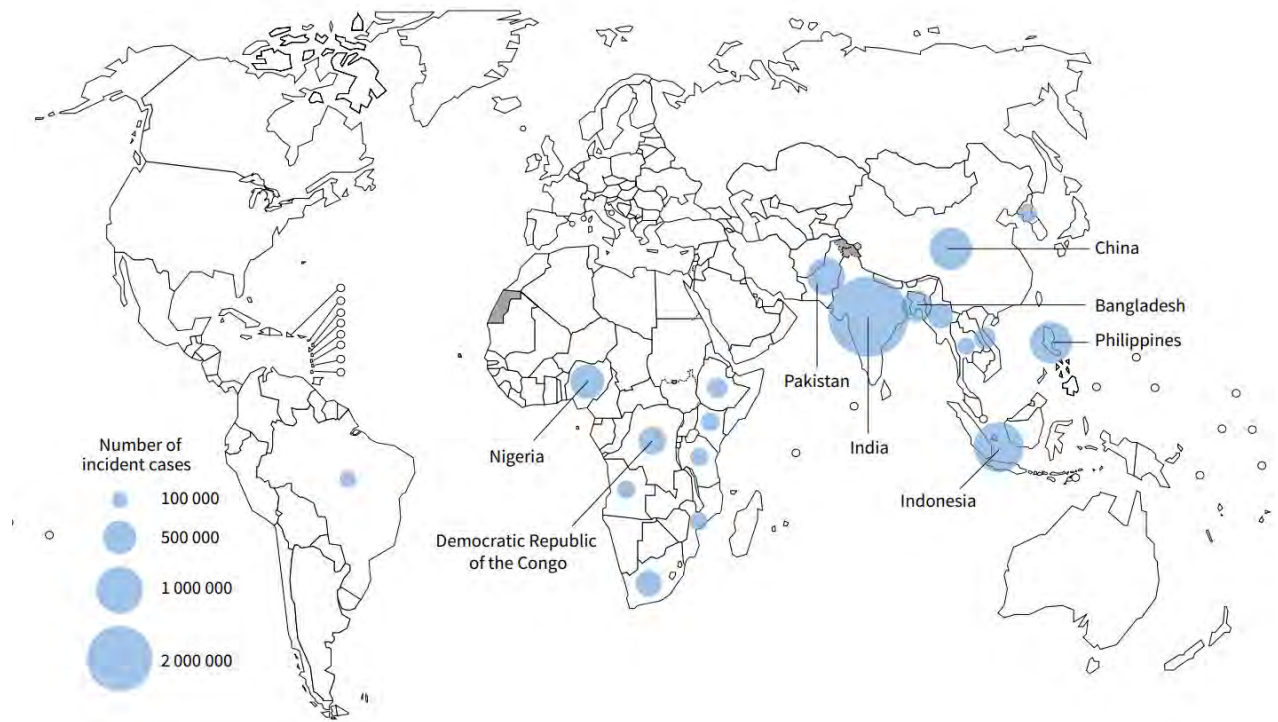 China
Bangladesh
Philippines
Pakistan
India
Nigeria
Indonesia
Democratic Republic
of the Congo
Number of
incident cases
100 000
500 000
1 000 000
2 000 000